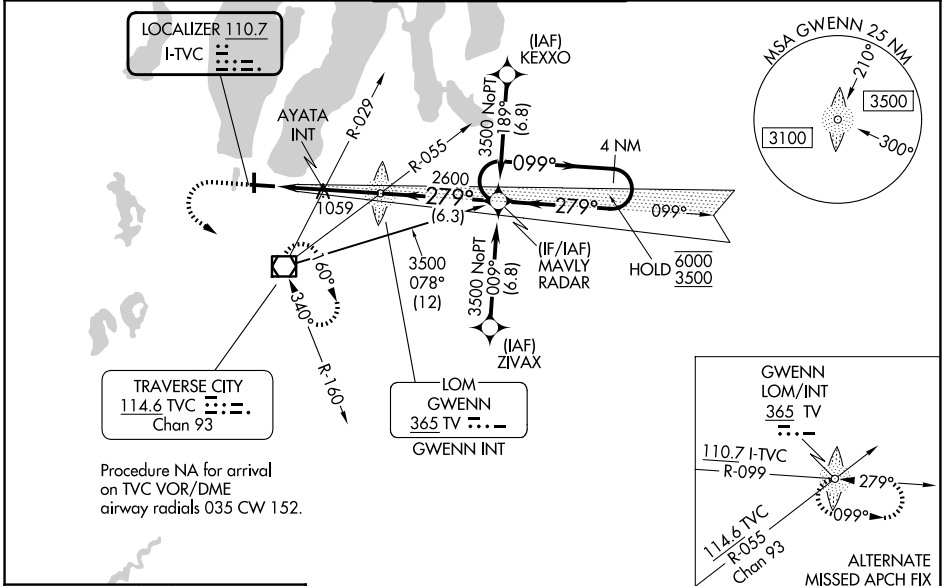 LOCALIZER 110.7
I-TVC
(IAF)
KEXXO
MSA GWENN 25 NM
210°
3500
3100
300°
AYATA
INT
R-029
R-055
3500 NoPT
189°
(6.8)
4 NM
099°
2600
279°
(6.3)
279°
099°
1059
3500
078°
(12)
(IF/IAF)
MAVLY
RADAR
HOLD 6000
3500
160°
340°
3500 NoPT
009°
(6.8)
(IAF)
ZIVAX
R-160
TRAVERSE CITY
114.6 TVC
Chan 93
LOM
GWENN
365 TV
GWENN INT
Procedure NA for arrival
on TVC VOR/DME
airway radials 035 CW 152.
GWENN
LOM/INT
365 TV
110.7 I-TVC
R-099
279°
099°
114.6 TVC
R-055
Chan 93
ALTERNATE
MISSED APCH FIX